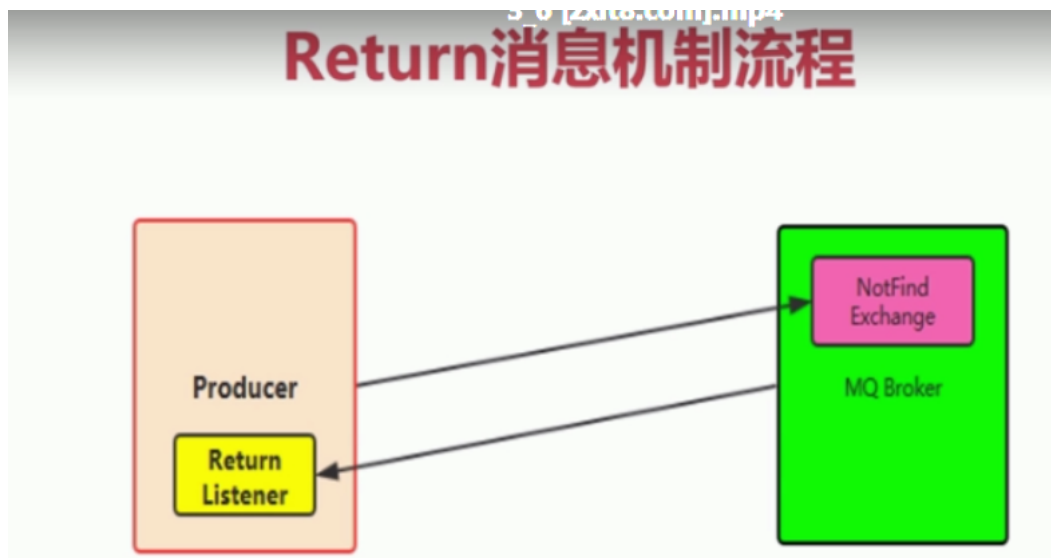 Return消息机制流程
Producer
Return
Listener
NotFind
Exchange
MQ Broker